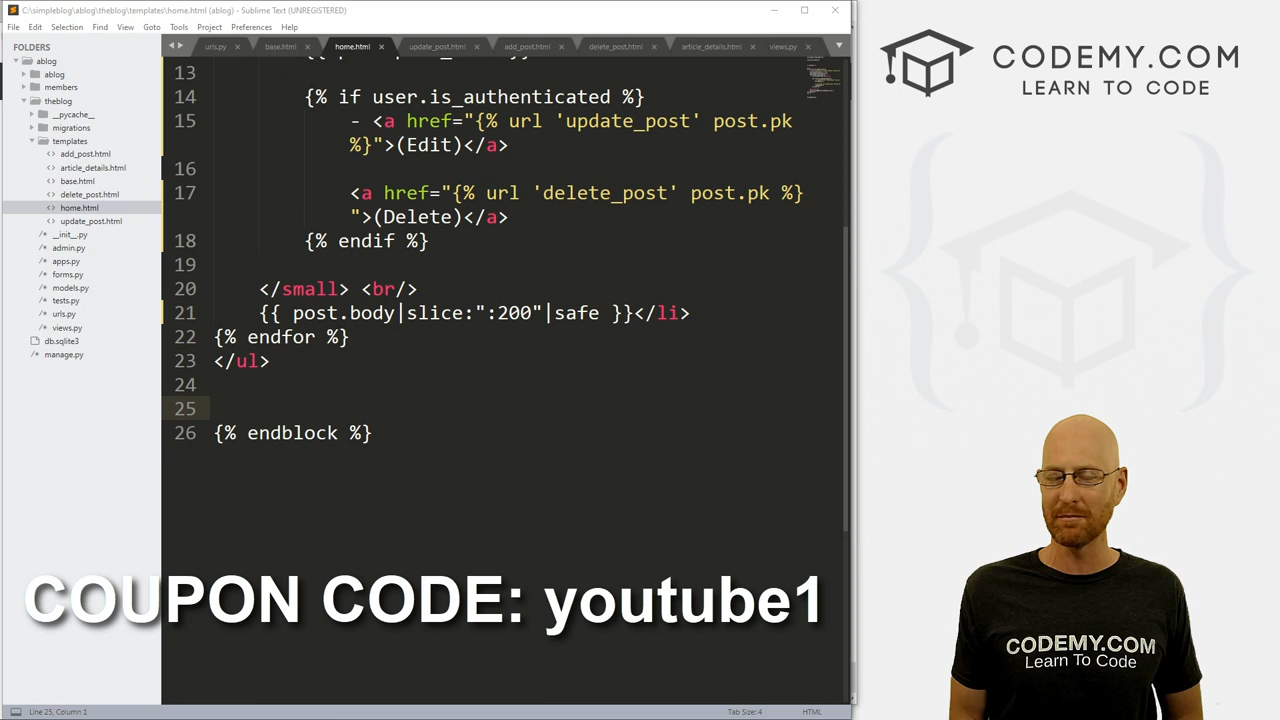 C:\simpleblog\ablog\theblog\templates\home.html (ablog) - Sublime Text (UNREGISTERED)
File Edit Selection Find View Goto Tools Project Preferences Help
FOLDERS
ablog
ablog
members
theblog
__pycache__
migrations
templates
add_post.html
article_details.html
base.html
delete_post.html
home.html
update_post.html
__init__.py
admin.py
apps.py
forms.py
models.py
tests.py
urls.py
views.py
db.sqlite3
manage.py
urls.py base.html home.html update_post.html add_post.html delete_post.html article_details.html views.py
13
14 {% if user.is_authenticated %}
15 - <a href="{% url 'update_post' post.pk
%}">(Edit)</a>
16
17 <a href="{% url 'delete_post' post.pk %}
">(Delete)</a>
18 {% endif %}
19
20 </small> <br/>
21 {{ post.body|slice:":200"|safe }}</li>
22 {% endfor %}
23 </ul>
24
25
26 {% endblock %}
COUPON CODE: youtube1
Line 25, Column 1
Tab Size: 4 HTML
CODEMY.COM
LEARN TO CODE
CODEMY.COM
Learn To Code